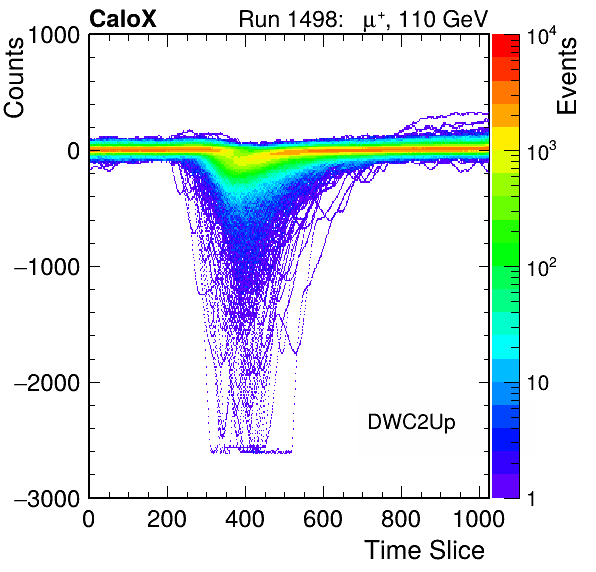 CaloX Run 1498: μ⁺, 110 GeV
Counts
Events
1000
0
−1000
−2000
−3000
0 200 400 600 800 1000
Time Slice
DWC2Up
10⁴
10³
10²
10
1